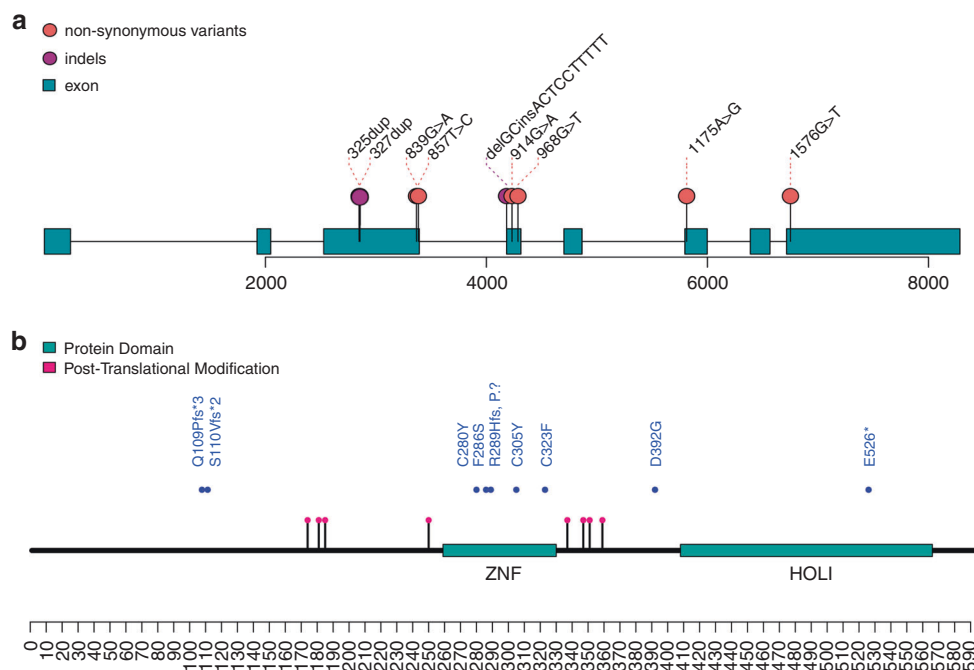 a
non-synonymous variants
indels
exon
325dup
327dup
839G>A
857T>C
delGCinsACTCCTTTTT
914G>A
968G>T
1175A>G
1576G>T
2000 4000 6000 8000
b
Protein Domain
Post-Translational Modification
Q109Pfs*3
S110Vfs*2
C280Y
F286S
R289Hfs, P.?
C305Y
C323F
D392G
E526*
ZNF HOLI
0 10 20 30 40 50 60 70 80 90 100 110 120 130 140 150 160 170 180 190 200 210 220 230 240 250 260 270 280 290 300 310 320 330 340 350 360 370 380 390 400 410 420 430 440 450 460 470 480 490 500 510 520 530 540 550 560 570 580 590